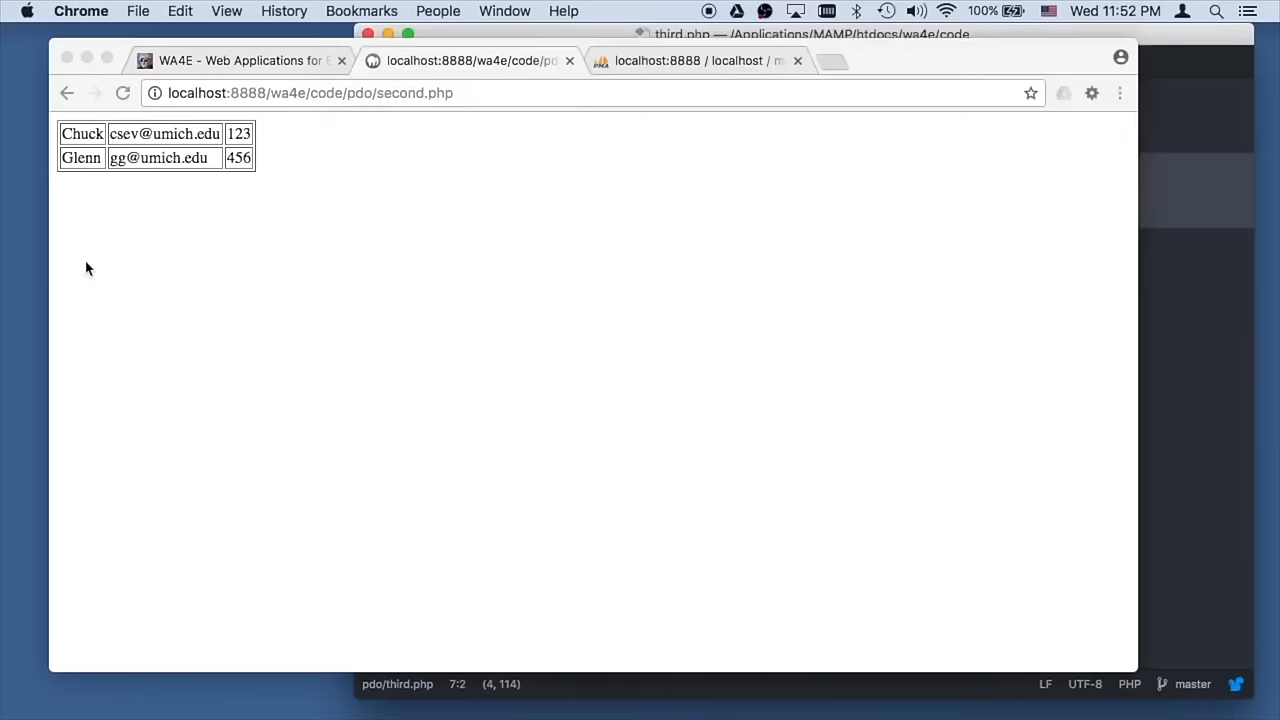 Chrome File Edit View History Bookmarks People Window Help 100% Wed 11:52 PM
third.php — /Applications/MAMP/htdocs/wa4e/code
WA4E - Web Applications for E localhost:8888/wa4e/code/pd localhost:8888 / localhost / m
localhost:8888/wa4e/code/pdo/second.php
Chuck csev@umich.edu 123
Glenn gg@umich.edu 456
pdo/third.php 7:2 (4, 114) LF UTF-8 PHP master